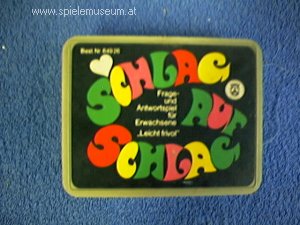 www.spielemuseum.at
Best Nr 649/26
SCHLAG
AUF
SCHLAG
Frage-
und
Antwortspiel
für
Erwachsene
„Leicht frivol"